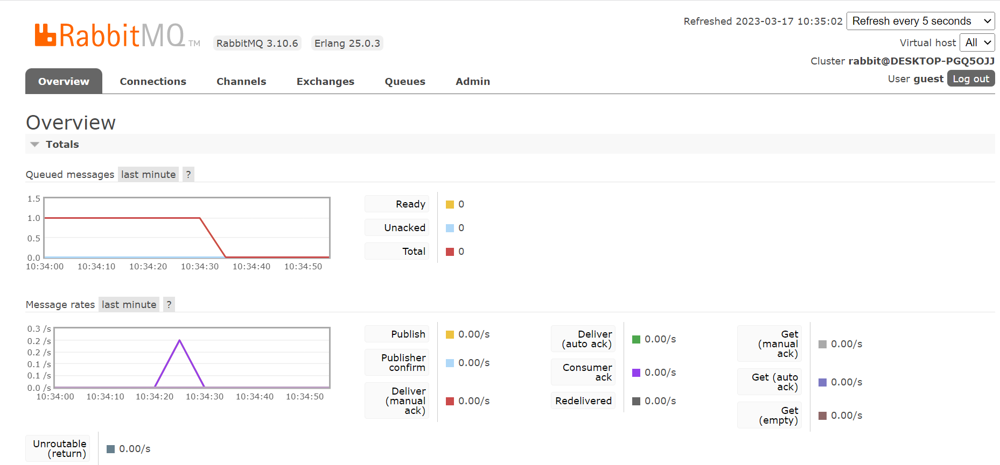 Refreshed 2023-03-17 10:35:02 Refresh every 5 seconds
RabbitMQ TM RabbitMQ 3.10.6 Erlang 25.0.3
Virtual host All
Cluster rabbit@DESKTOP-PGQ5OJJ
User guest Log out
Overview Connections Channels Exchanges Queues Admin
Overview
Totals
Queued messages last minute ?
1.5
1.0
0.5
0.0
10:34:00 10:34:10 10:34:20 10:34:30 10:34:40 10:34:50
Ready 0
Unacked 0
Total 0
Message rates last minute ?
0.3 /s
0.2 /s
0.2 /s
0.1 /s
0.1 /s
0.0 /s
10:34:00 10:34:10 10:34:20 10:34:30 10:34:40 10:34:50
Publish 0.00/s
Publisher
confirm 0.00/s
Deliver
(manual
ack) 0.00/s
Deliver
(auto ack) 0.00/s
Consumer
ack 0.00/s
Redelivered 0.00/s
Get
(manual
ack) 0.00/s
Get (auto
ack) 0.00/s
Get
(empty) 0.00/s
Unroutable
(return) 0.00/s